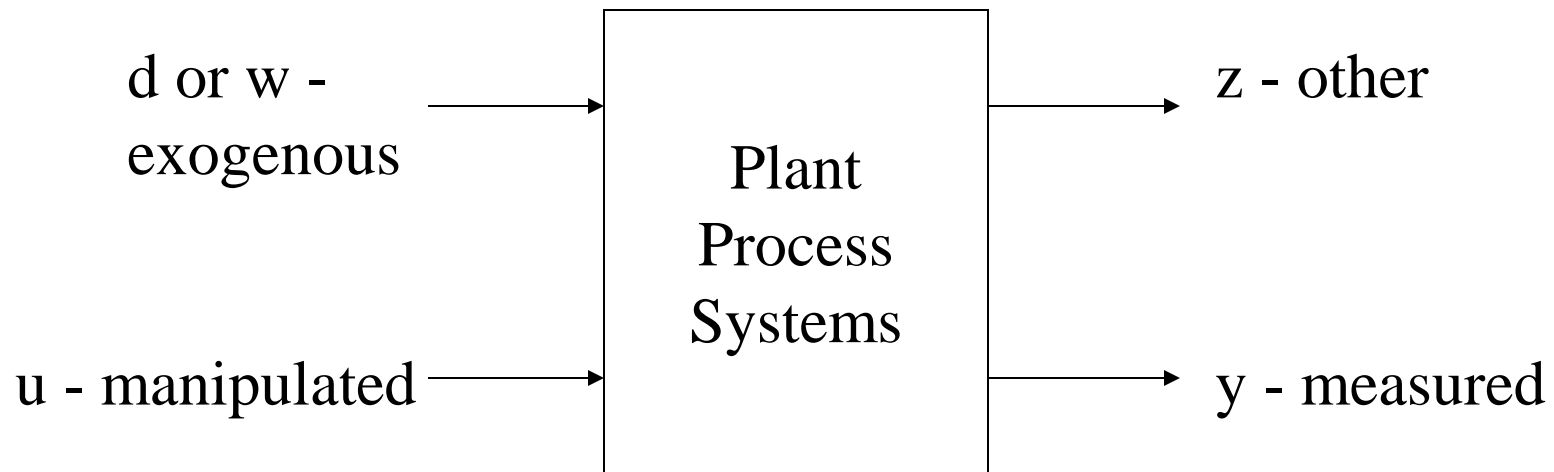 d or w -
exogenous
u - manipulated
Plant
Process
Systems
z - other
y - measured